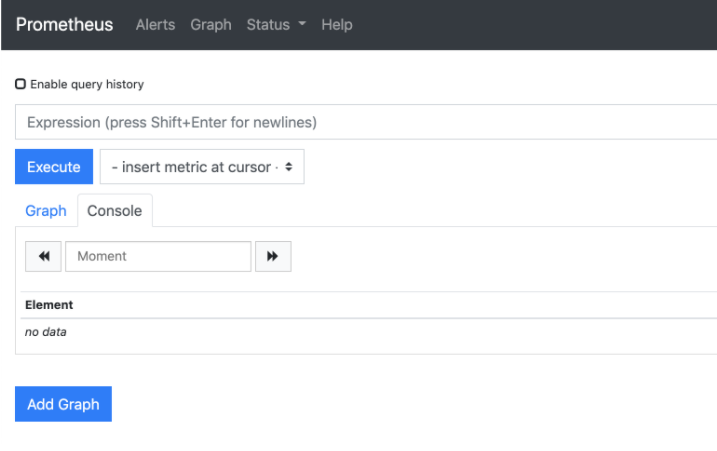 Prometheus Alerts Graph Status Help
Enable query history
Expression (press Shift+Enter for newlines)
Execute - insert metric at cursor -
Graph Console
Moment
Element
no data
Add Graph